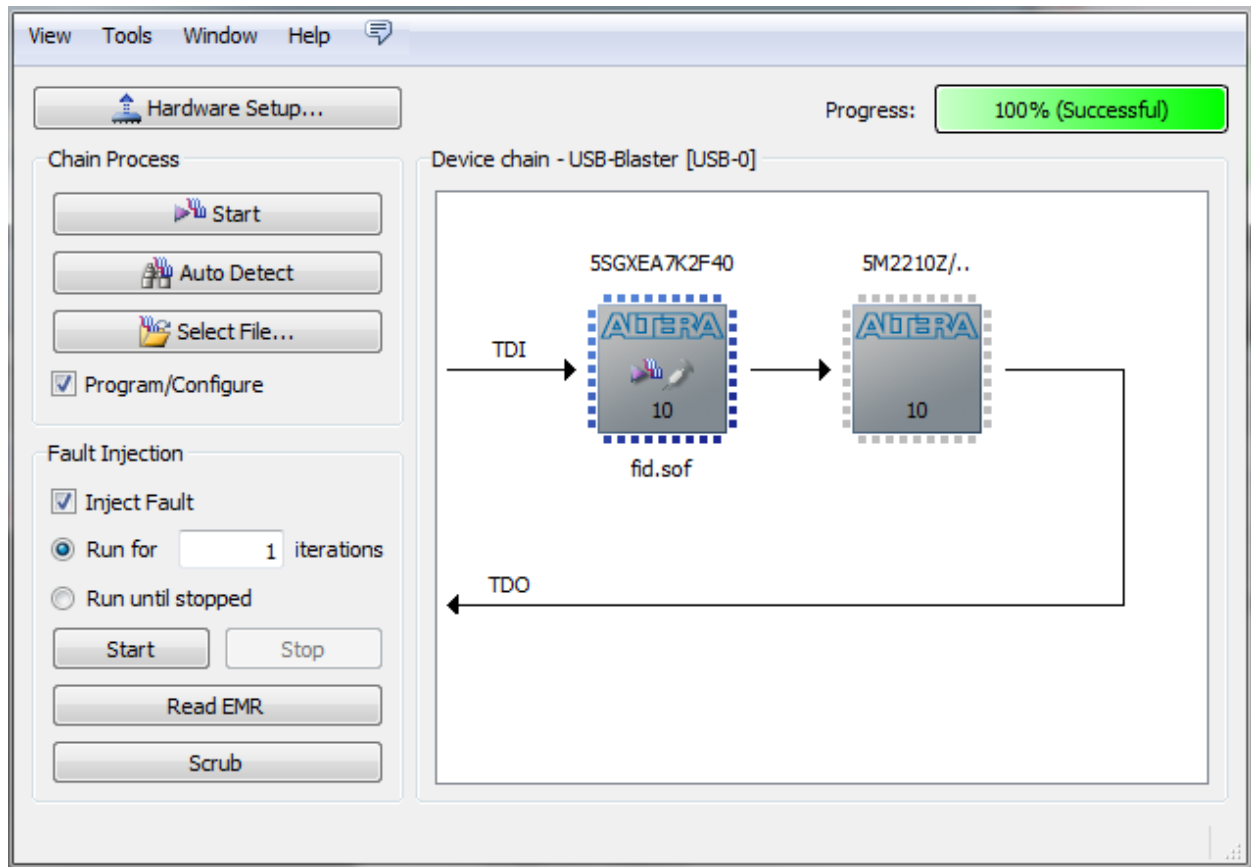 View Tools Window Help
Hardware Setup...
Progress: 100% (Successful)
Chain Process
Start
Auto Detect
Select File...
Program/Configure
Fault Injection
Inject Fault
Run for 1 iterations
Run until stopped
Start Stop
Read EMR
Scrub
Device chain - USB-Blaster [USB-0]
5SGXEA7K2F40 5M2210Z/..
ALTERA ALTERA
TDI
10 10
fid.sof
TDO